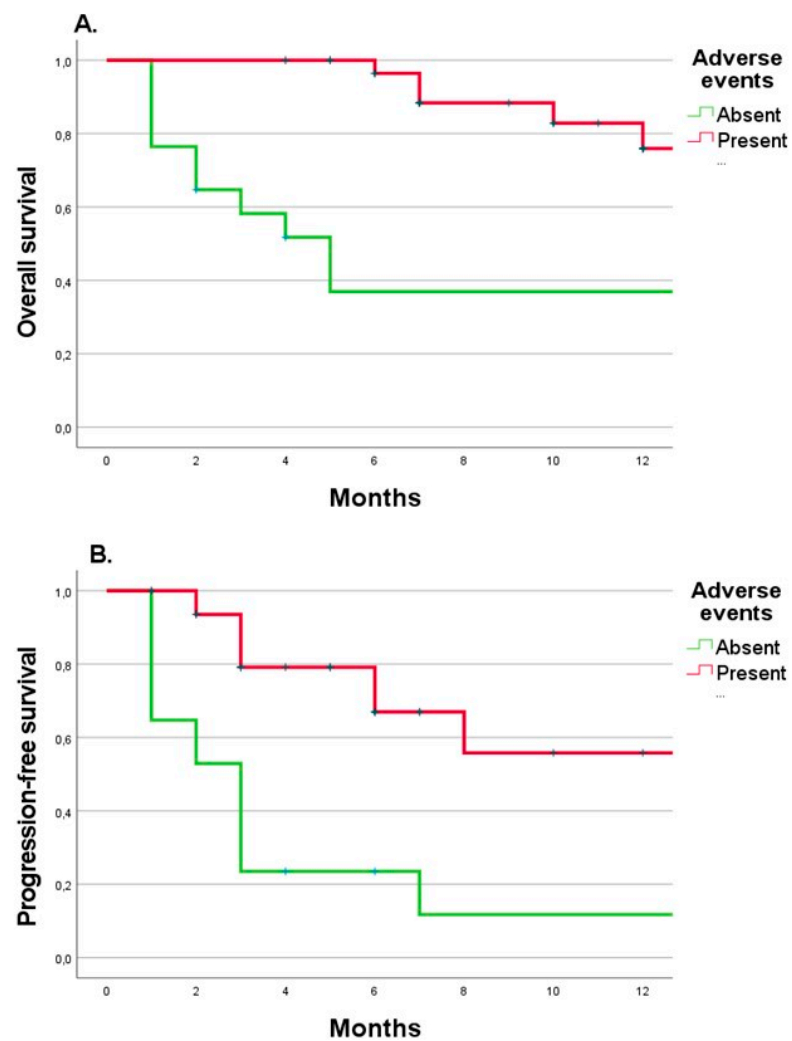 A.
Overall survival
1,0
0,8
0,6
0,4
0,2
0,0
0 2 4 6 8 10 12
Months
Adverse
events
Absent
Present
...
B.
Progression-free survival
1,0
0,8
0,6
0,4
0,2
0,0
0 2 4 6 8 10 12
Months
Adverse
events
Absent
Present
...